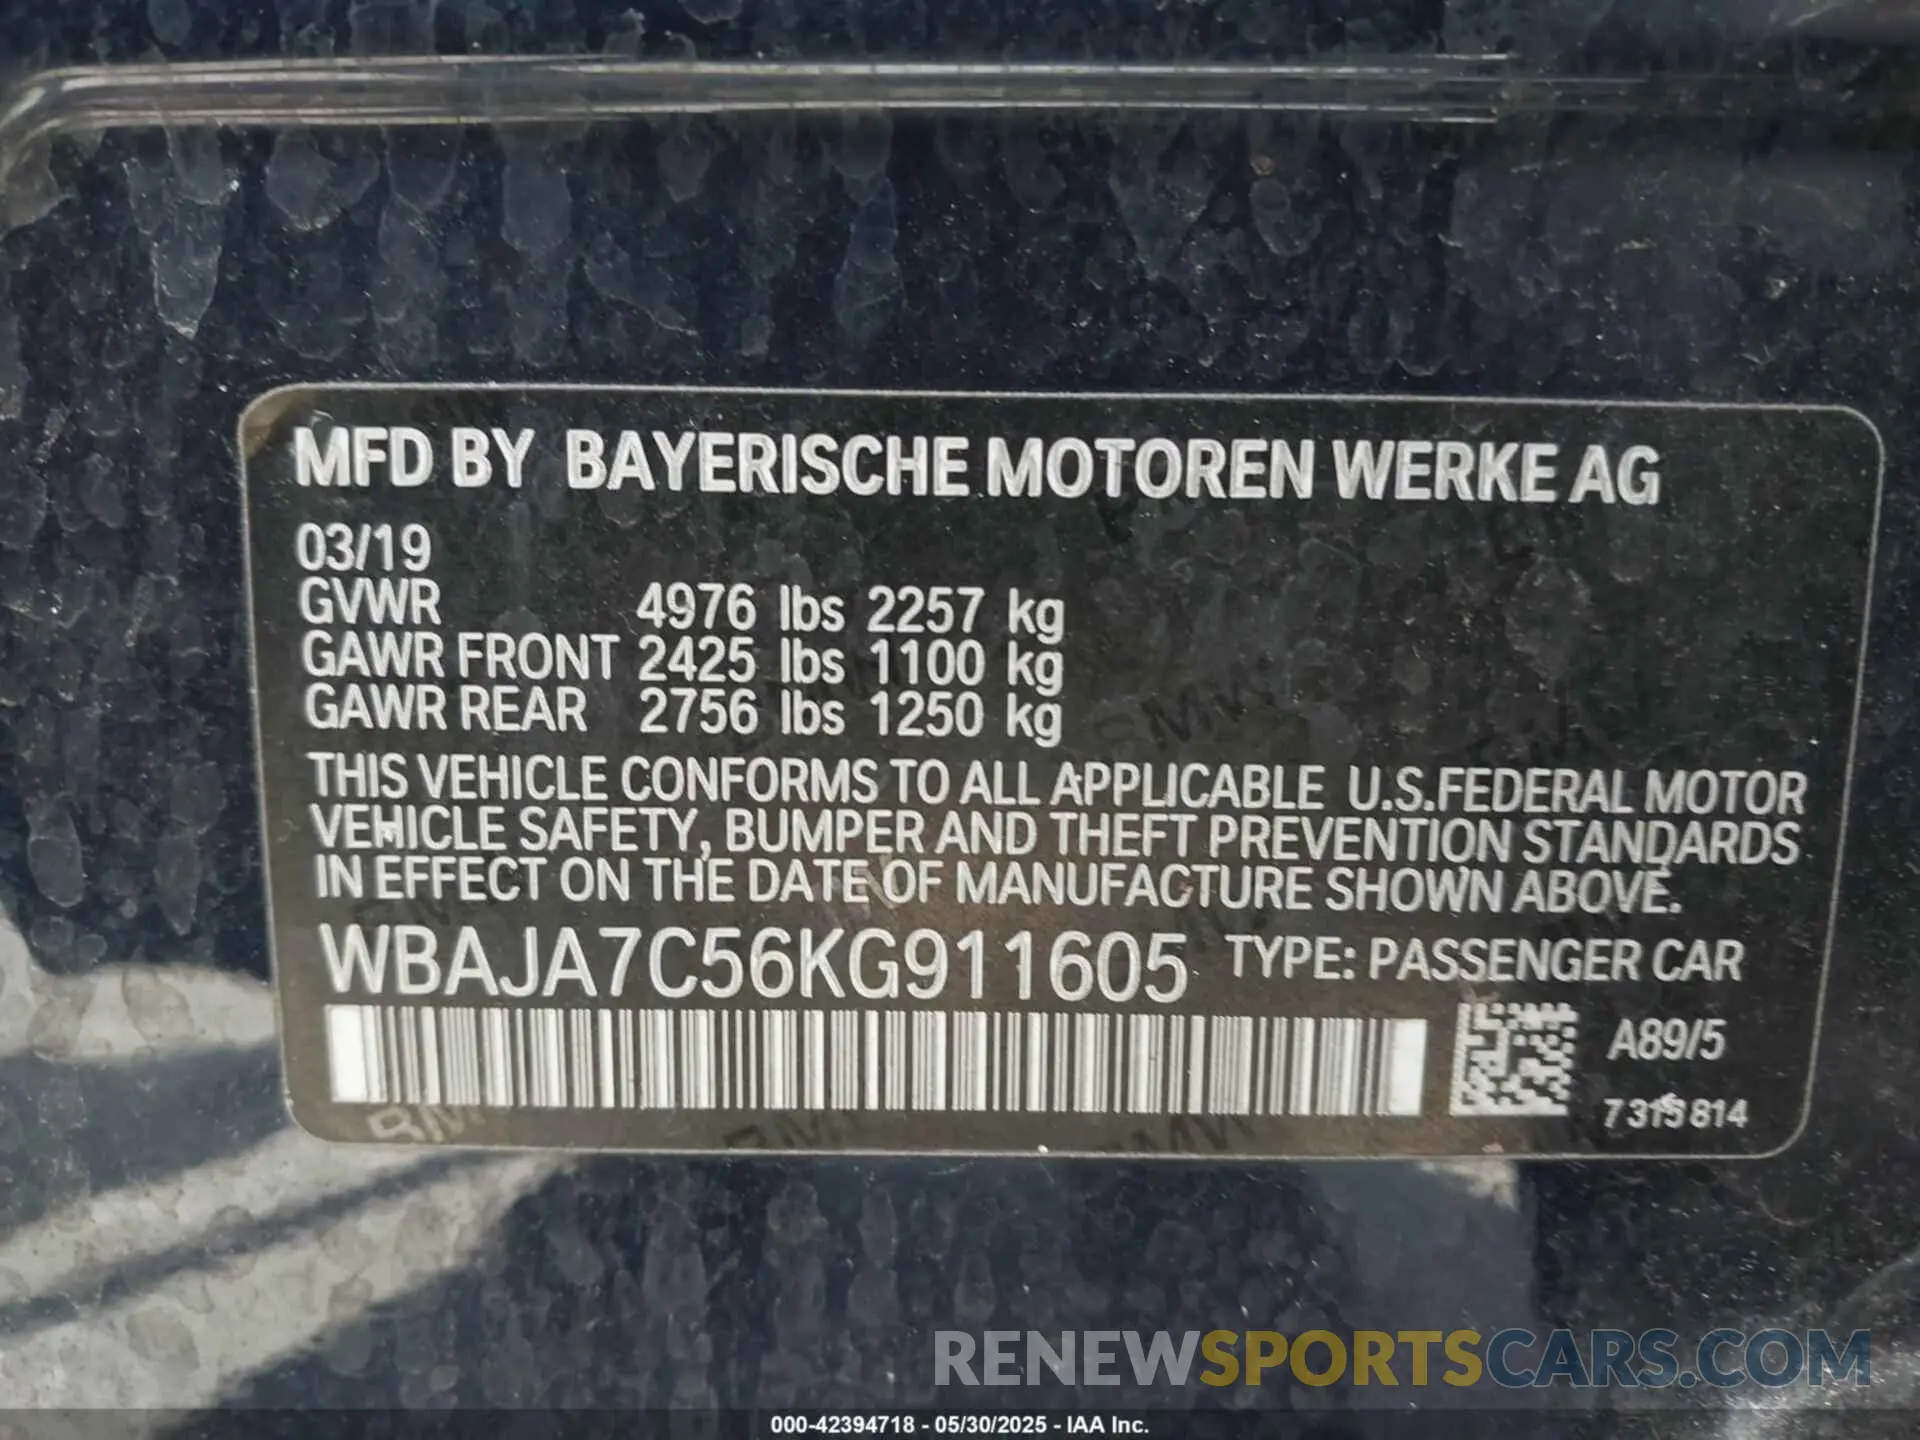 MFD BY BAYERISCHE MOTOREN WERKE AG
03/19
GVWR 4976 lbs 2257 kg
GAWR FRONT 2425 lbs 1100 kg
GAWR REAR 2756 lbs 1250 kg
THIS VEHICLE CONFORMS TO ALL APPLICABLE U.S.FEDERAL MOTOR
VEHICLE SAFETY, BUMPER AND THEFT PREVENTION STANDARDS
IN EFFECT ON THE DATE OF MANUFACTURE SHOWN ABOVE.
WBAJA7C56KG911605 TYPE: PASSENGER CAR
A89/5
RENEWSPORTSCARS.COM
000-42394718 - 05/30/2025 - IAA Inc.